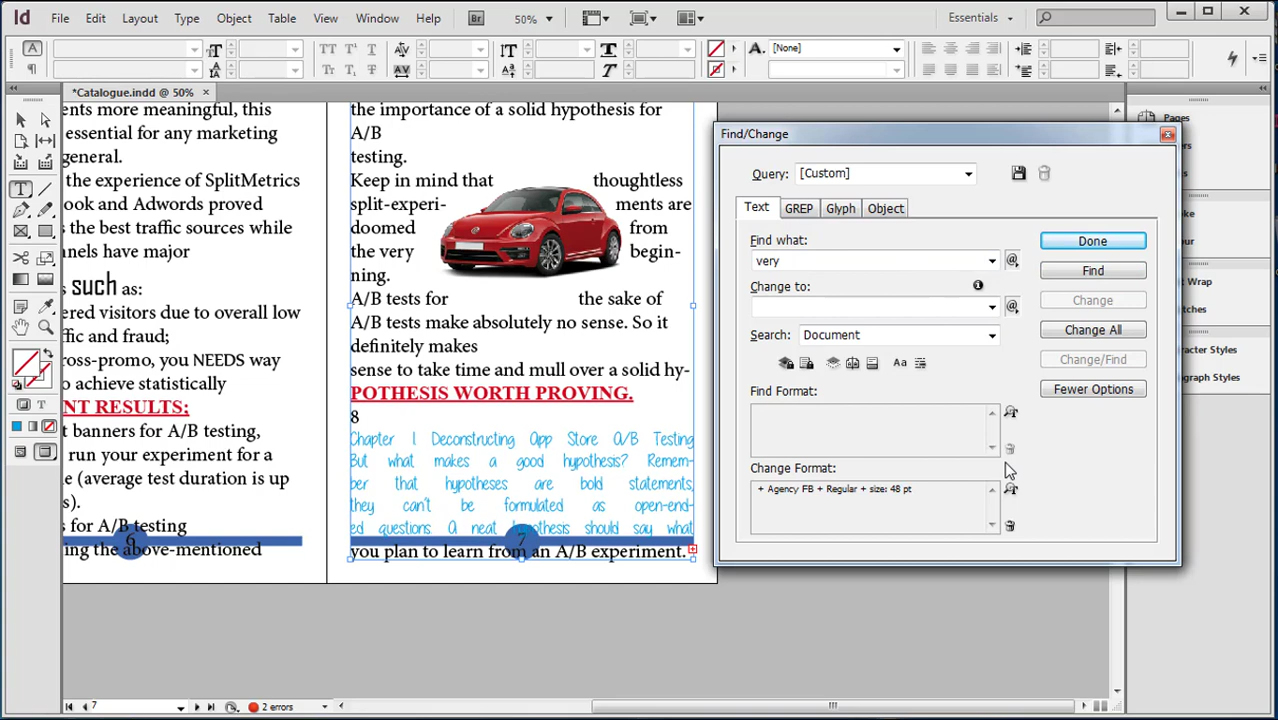 Id File Edit Layout Type Object Table View Window Help Br 50% Essentials
[None]
*Catalogue.indd @ 50% ×
ents more meaningful, this
essential for any marketing
general.
the experience of SplitMetrics
ook and Adwords proved
s the best traffic sources while
nnels have major
s such as:
ered visitors due to overall low
ffic and fraud;
ross-promo, you NEEDS way
o achieve statistically
NT RESULTS;
t banners for A/B testing,
run your experiment for a
e (average test duration is up
s).
s for A/B testing
6
ing the above-mentioned
the importance of a solid hypothesis for
A/B
testing.
Keep in mind that thoughtless
split-experi- ments are
doomed from
the very begin-
ning.
A/B tests for the sake of
A/B tests make absolutely no sense. So it
definitely makes
sense to take time and mull over a solid hy-
POTHESIS WORTH PROVING.
8
Chapter 1 Deconstructing App Store A/B Testing
But what makes a good hypothesis? Remem-
ber that hypotheses are bold statements,
they can't be formulated as open-end-
ed questions. A neat hypothesis should say what
7
you plan to learn from an A/B experiment.
Find/Change
Query: [Custom]
Text GREP Glyph Object
Find what:
very
Change to:
Search: Document
Find Format:
Change Format:
+ Agency FB + Regular + size: 48 pt
Done
Find
Change
Change All
Change/Find
Fewer Options
Pages
ers
ke
ur
Wrap
ts
racter Styles
graph Styles
7 2 errors